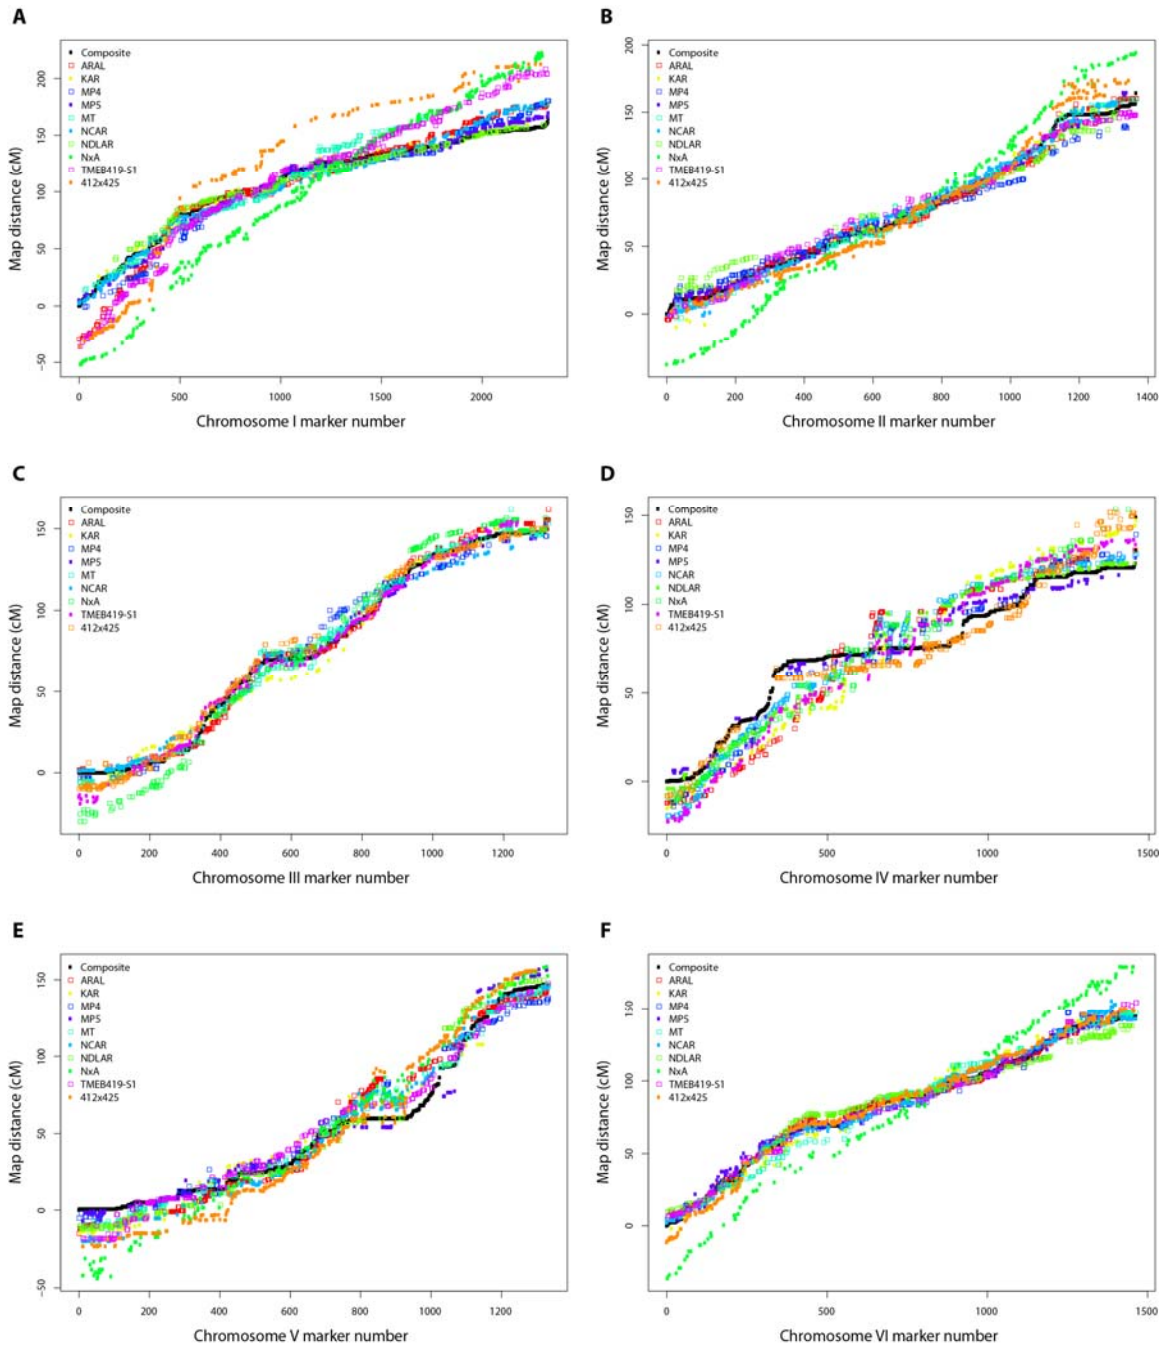 A
Composite
ARAL
KAR
MP4
MP5
MT
NCAR
NDLAR
NxA
TMEB419-S1
412x425
Map distance (cM)
200
150
100
50
0
−50
0
500
1000
1500
2000
Chromosome I marker number
B
Composite
ARAL
KAR
MP4
MP5
MT
NCAR
NDLAR
NxA
TMEB419-S1
412x425
Map distance (cM)
200
150
100
50
0
0
200
400
600
800
1000
1200
1400
Chromosome II marker number
C
Composite
ARAL
KAR
MP4
MP5
MT
NCAR
NxA
TMEB419-S1
412x425
Map distance (cM)
150
100
50
0
0
200
400
600
800
1000
1200
Chromosome III marker number
D
Composite
ARAL
KAR
MP4
MP5
NCAR
NDLAR
NxA
TMEB419-S1
412x425
Map distance (cM)
150
100
50
0
0
500
1000
1500
Chromosome IV marker number
E
Composite
ARAL
KAR
MP4
MP5
MT
NCAR
NDLAR
NxA
TMEB419-S1
412x425
Map distance (cM)
150
100
50
0
−50
0
200
400
600
800
1000
1200
Chromosome V marker number
F
Composite
ARAL
KAR
MP4
MP5
MT
NCAR
NDLAR
NxA
TMEB419-S1
412x425
Map distance (cM)
150
100
50
0
0
500
1000
1500
Chromosome VI marker number